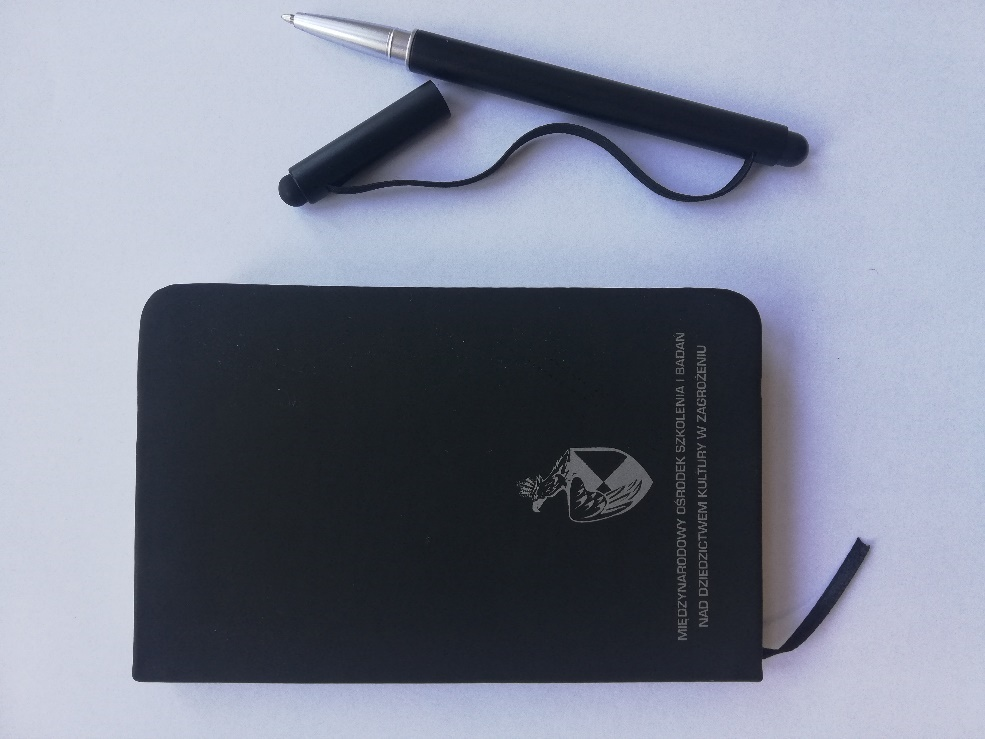 MIĘDZYNARODOWY OŚRODEK SZKOLENIA I BADAŃ
NAD DZIEDZICTWEM KULTURY W ZAGROŻENIU